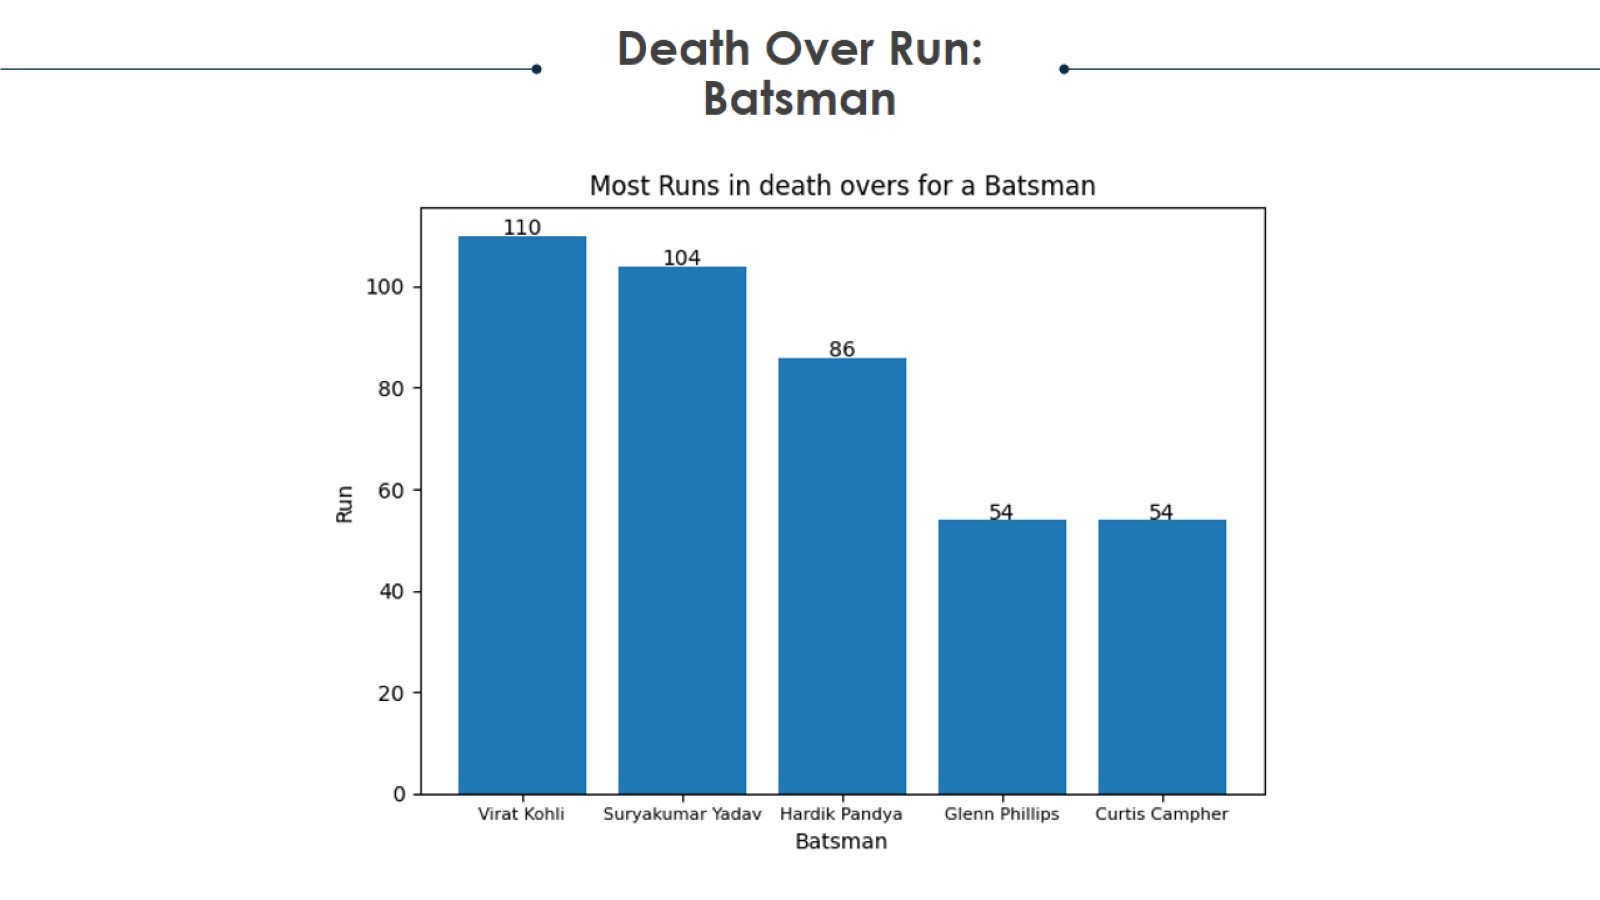 Death Over Run:
Batsman
Most Runs in death overs for a Batsman
110
104
86
54
54
100
80
60
40
20
0
Run
Virat Kohli
Suryakumar Yadav
Hardik Pandya
Glenn Phillips
Curtis Campher
Batsman